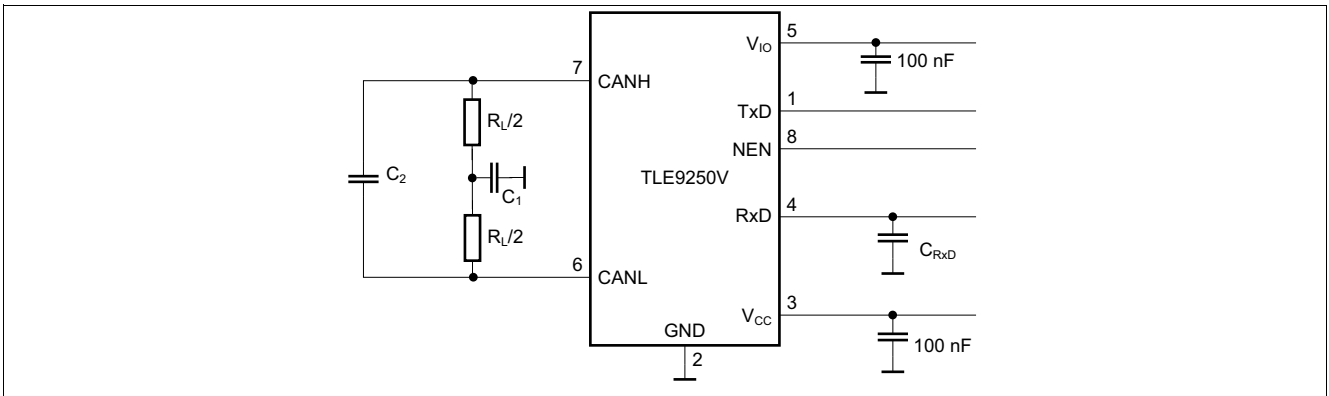 5
V_IO
100 nF
7
CANH
1
TxD
R_L/2
8
NEN
C_2
TLE9250V
C_1
4
RxD
R_L/2
C_RxD
6
CANL
3
V_CC
GND
100 nF
2